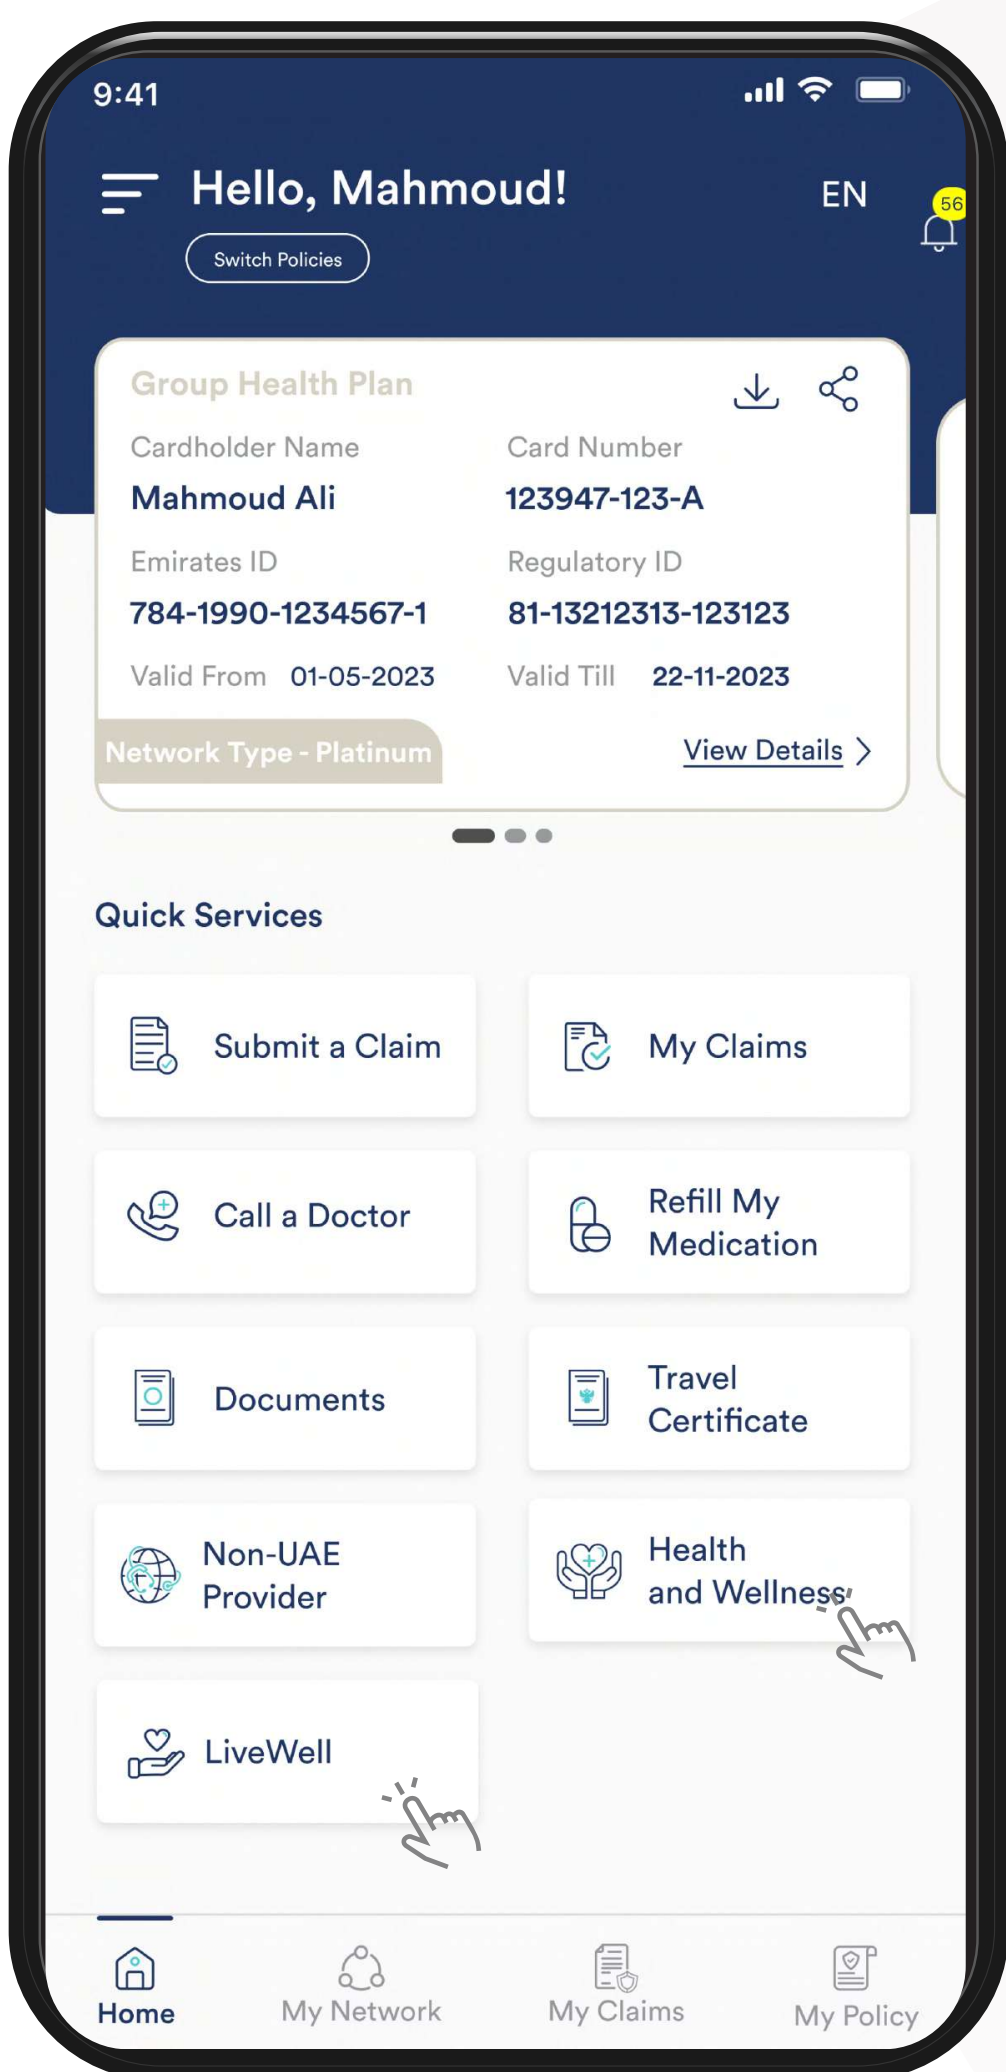 9:41
Hello, Mahmoud!
EN
56
Switch Policies
Group Health Plan
Cardholder Name
Card Number
Mahmoud Ali
123947-123-A
Emirates ID
Regulatory ID
784-1990-1234567-1
81-13212313-123123
Valid From 01-05-2023
Valid Till 22-11-2023
Network Type - Platinum
View Details
Quick Services
Submit a Claim
My Claims
Call a Doctor
Refill My
Medication
Documents
Travel
Certificate
Non-UAE
Provider
Health
and Wellness
LiveWell
Home
My Network
My Claims
My Policy